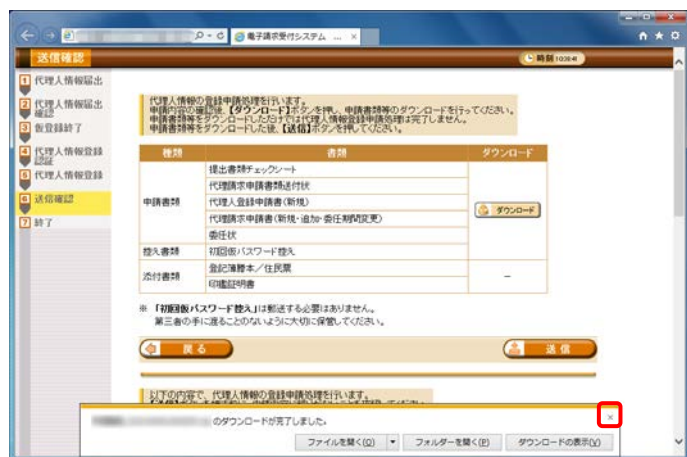 電子請求受付システム ...
送信確認
時刻
1 代理人情報届出
2 代理人情報届出
確認
3 仮登録終了
4 代理人情報登録
認証
5 代理人情報登録
6 送信確認
7 終了
代理人情報の登録申請処理を行います。
申請内容の確認後、【ダウンロード】ボタンを押し、申請書類等のダウンロードを行ってください。
申請書類等をダウンロードしただけでは代理人情報登録申請処理は完了しません。
申請書類等をダウンロードした後、【送信】ボタンを押してください。
種類 書類 ダウンロード
申請書類
提出書類チェックシート
代理請求申請書類送付状
代理人登録申請書(新規)
代理請求申請書(新規・追加・委任期間変更)
委任状
ダウンロード
控え書類 初回仮パスワード控え
添付書類
登記簿謄本/住民票
印鑑証明書
－
※ 「初回仮パスワード控え」は郵送する必要はありません。
第三者の手に渡ることのないように大切に保管してください。
戻る
送信
以下の内容で、代理人情報の登録申請処理を行います。
のダウンロードが完了しました。
×
ファイルを開く(O) ▼ フォルダーを開く(P) ダウンロードの表示(V)